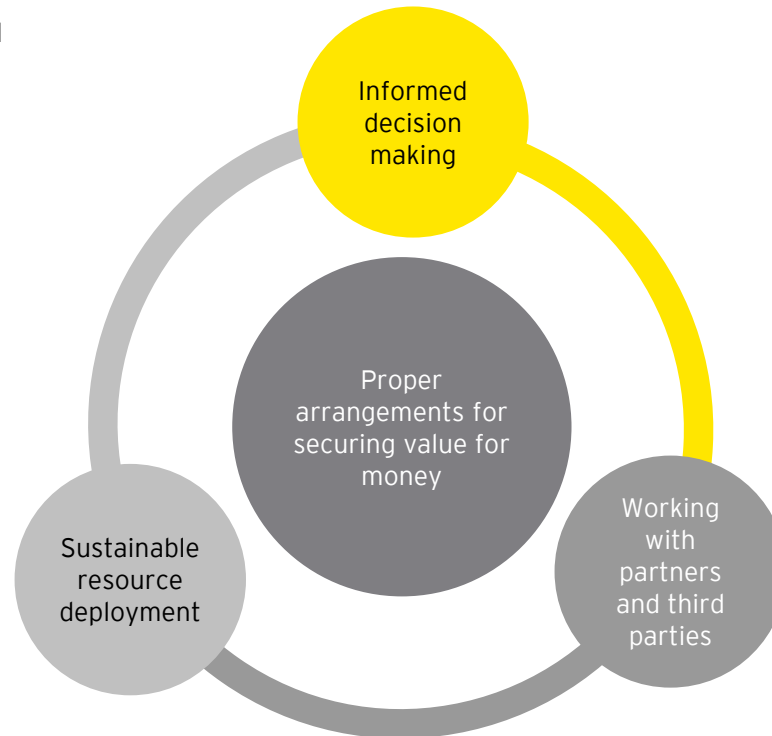 Informed
decision
making
Proper
arrangements for
securing value for
money
Sustainable
resource
deployment
Working
with
partners
and third
parties